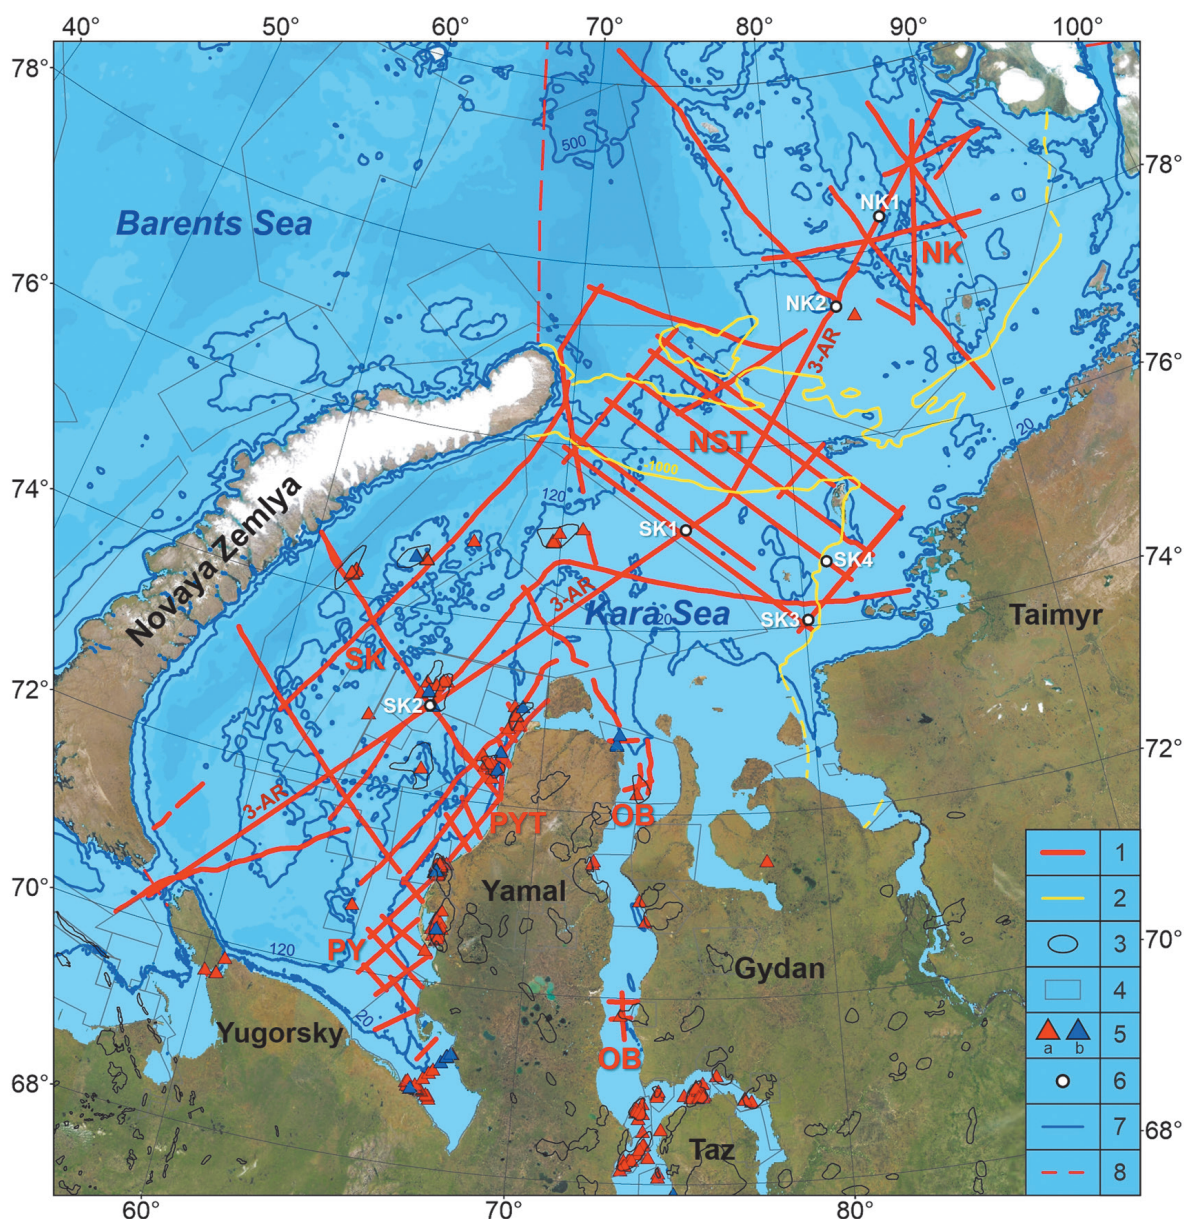 40°
50°
60°
70°
80°
90°
100°
78°
78°
500
Barents Sea
NK1
NK
76°
NK2
3-AR
76°
NST
20
-1000
74°
120
SK1
SK4
74°
Novaya Zemlya
3-AR
Kara Sea
20
SK3
Taimyr
SK
72°
SK2
72°
3-AR
PYT
OB
70°
Yamal
PY
120
Gydan
70°
20
Yugorsky
OB
68°
Taz
68°
60°
70°
80°
1
2
3
4
a
b
5
6
7
8